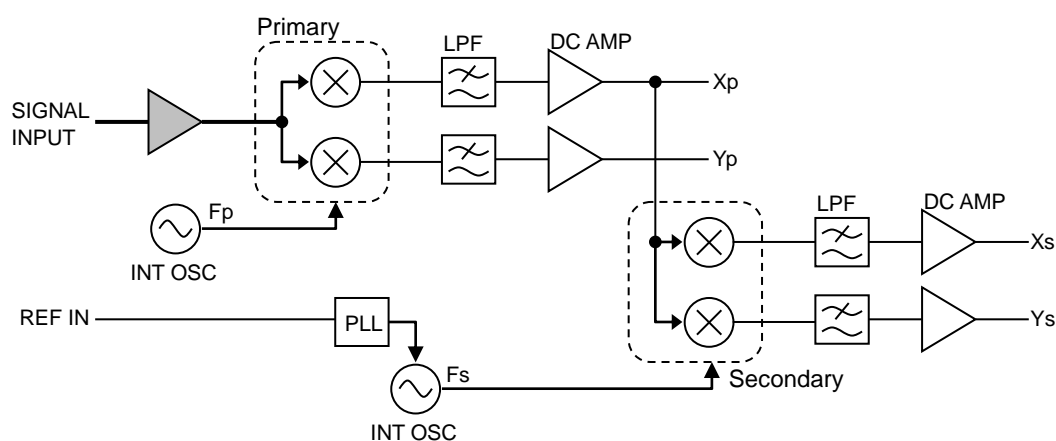 Primary
LPF
DC AMP
Xp
SIGNAL
INPUT
Yp
Fp
INT OSC
LPF
DC AMP
Xs
REF IN
PLL
Ys
Fs
Secondary
INT OSC